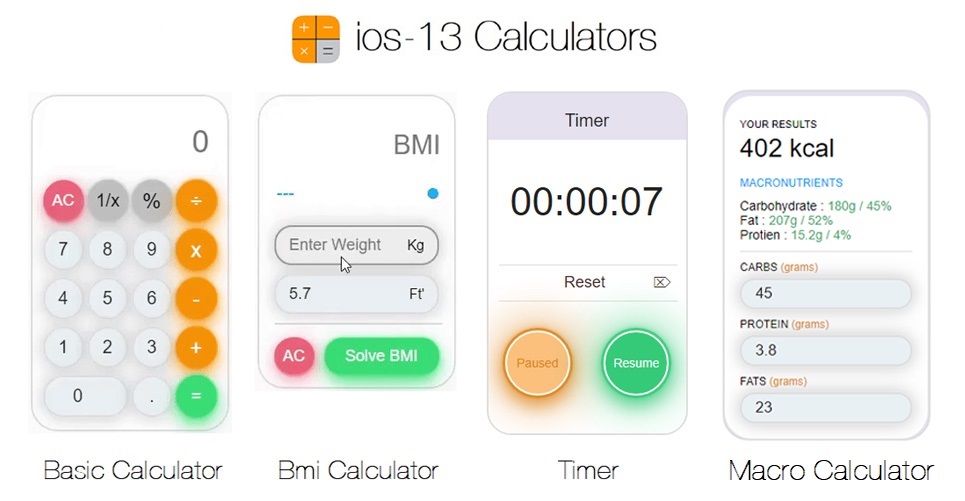 ios-13 Calculators
0
AC 1/x % ÷
7 8 9 x
4 5 6 -
1 2 3 +
0 . =
Basic Calculator
BMI
---
Enter Weight Kg
5.7 Ft'
AC Solve BMI
Bmi Calculator
Timer
00:00:07
Reset
Paused Resume
Timer
YOUR RESULTS
402 kcal
MACRONUTRIENTS
Carbohydrate : 180g / 45%
Fat : 207g / 52%
Protien : 15.2g / 4%
CARBS (grams)
45
PROTEIN (grams)
3.8
FATS (grams)
23
Macro Calculator